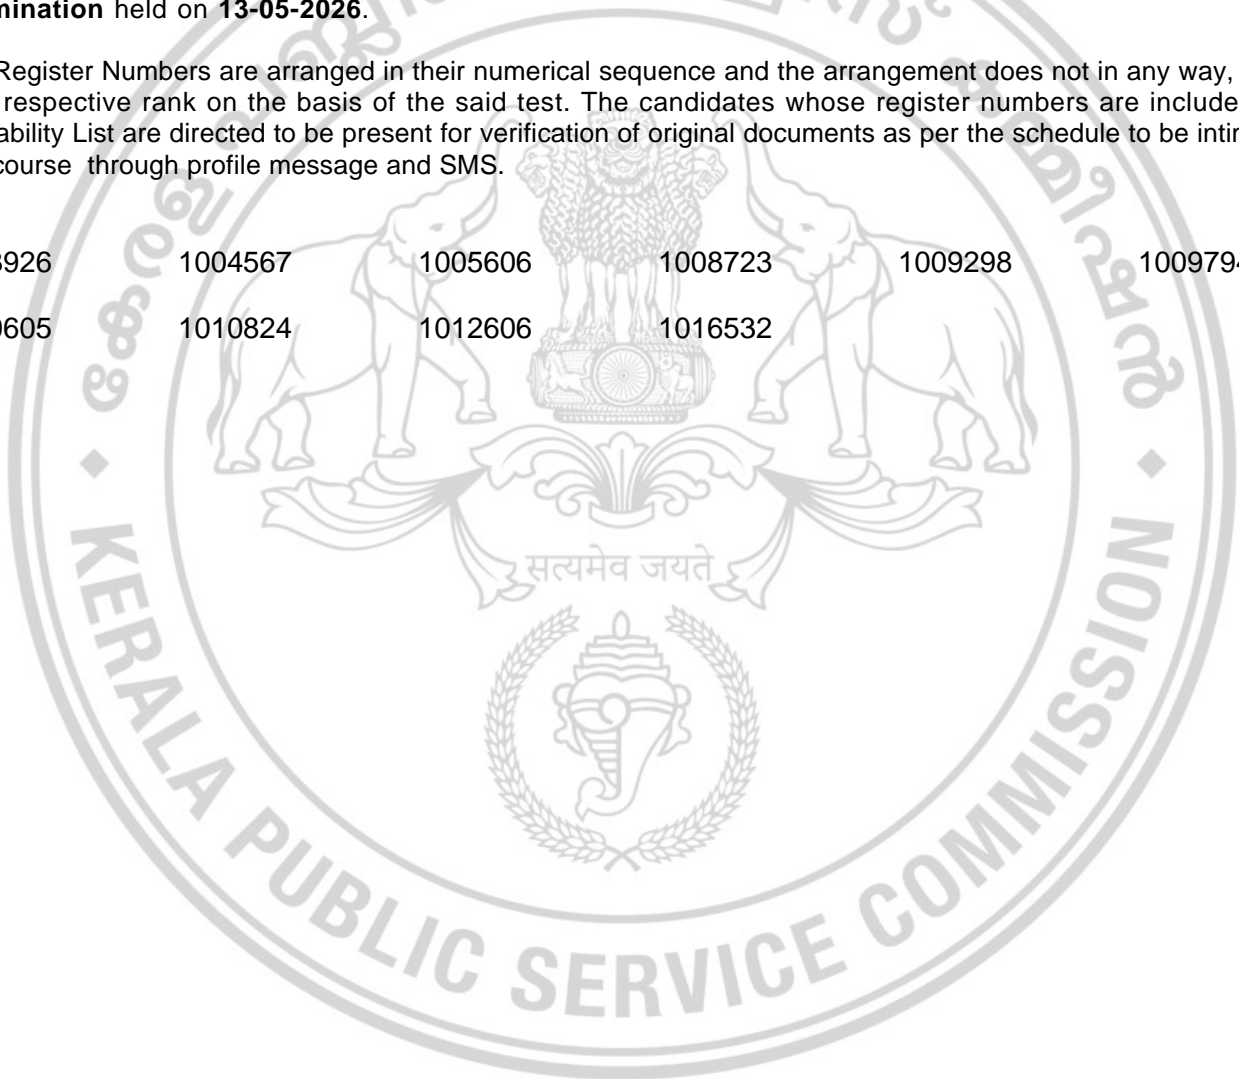 mination held on 13-05-2026.
Register Numbers are arranged in their numerical sequence and the arrangement does not in any way,
respective rank on the basis of the said test. The candidates whose register numbers are include
ability List are directed to be present for verification of original documents as per the schedule to be intim
course through profile message and SMS.
3926 1004567 1005606 1008723 1009298 1009794
0605 1010824 1012606 1016532
सत्यमेव जयते
KERALA PUBLIC SERVICE COMMISSION